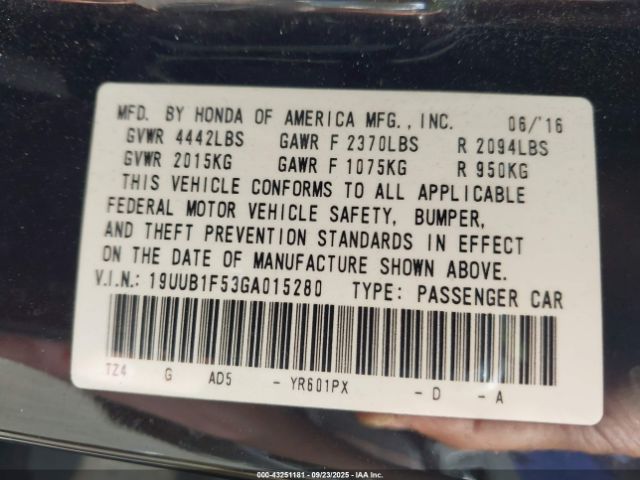 MFD. BY HONDA OF AMERICA MFG., INC. 06/'16
GVWR 4442LBS GAWR F 2370LBS R 2094LBS
GVWR 2015KG GAWR F 1075KG R 950KG
THIS VEHICLE CONFORMS TO ALL APPLICABLE
FEDERAL MOTOR VEHICLE SAFETY, BUMPER,
AND THEFT PREVENTION STANDARDS IN EFFECT
ON THE DATE OF MANUFACTURE SHOWN ABOVE.
V.I.N.: 19UUB1F53GA015280 TYPE: PASSENGER CAR
TZ4 G AD5 - YR601PX - D - A
000-43251181 - 09/23/2025 - IAA Inc.